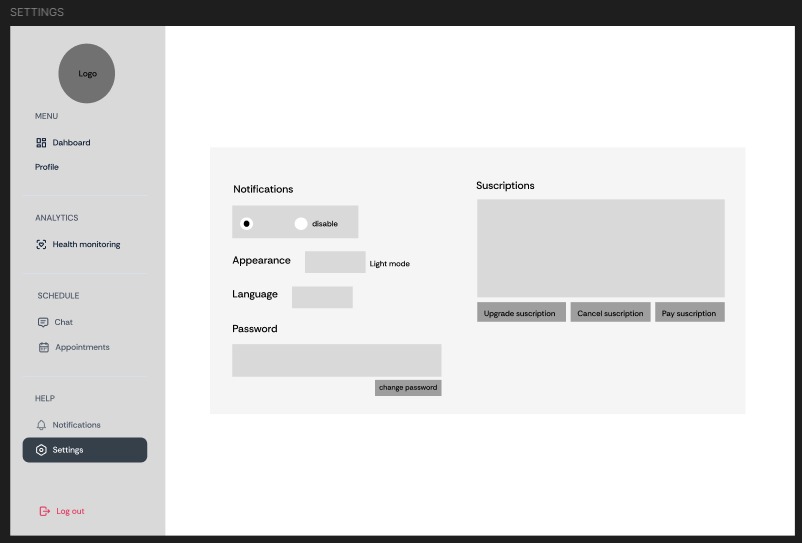 SETTINGS
Logo
MENU
Dahboard
Profile
ANALYTICS
Health monitoring
SCHEDULE
Chat
Appointments
HELP
Notifications
Settings
Log out
Notifications
disable
Appearance
Light mode
Language
Password
change password
Suscriptions
Upgrade suscription
Cancel suscription
Pay suscription